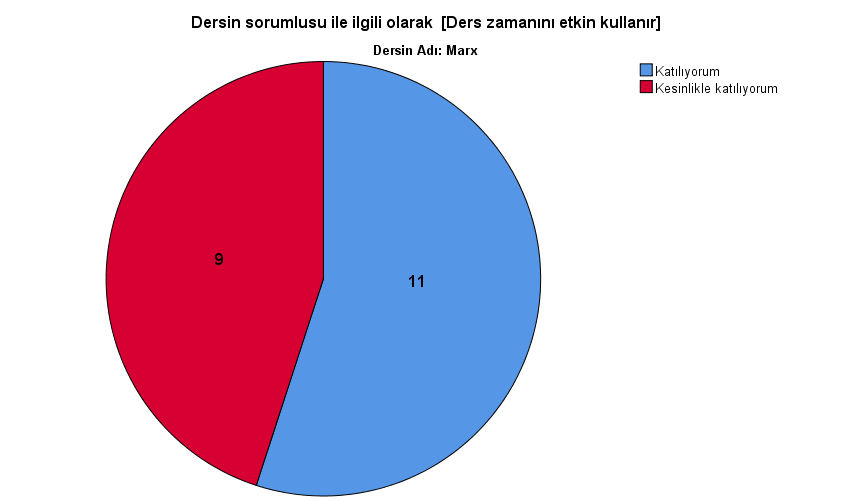 Dersin sorumlusu ile ilgili olarak [Ders zamanını etkin kullanır]
Dersin Adı: Marx
Katılıyorum
Kesinlikle katılıyorum
9
11